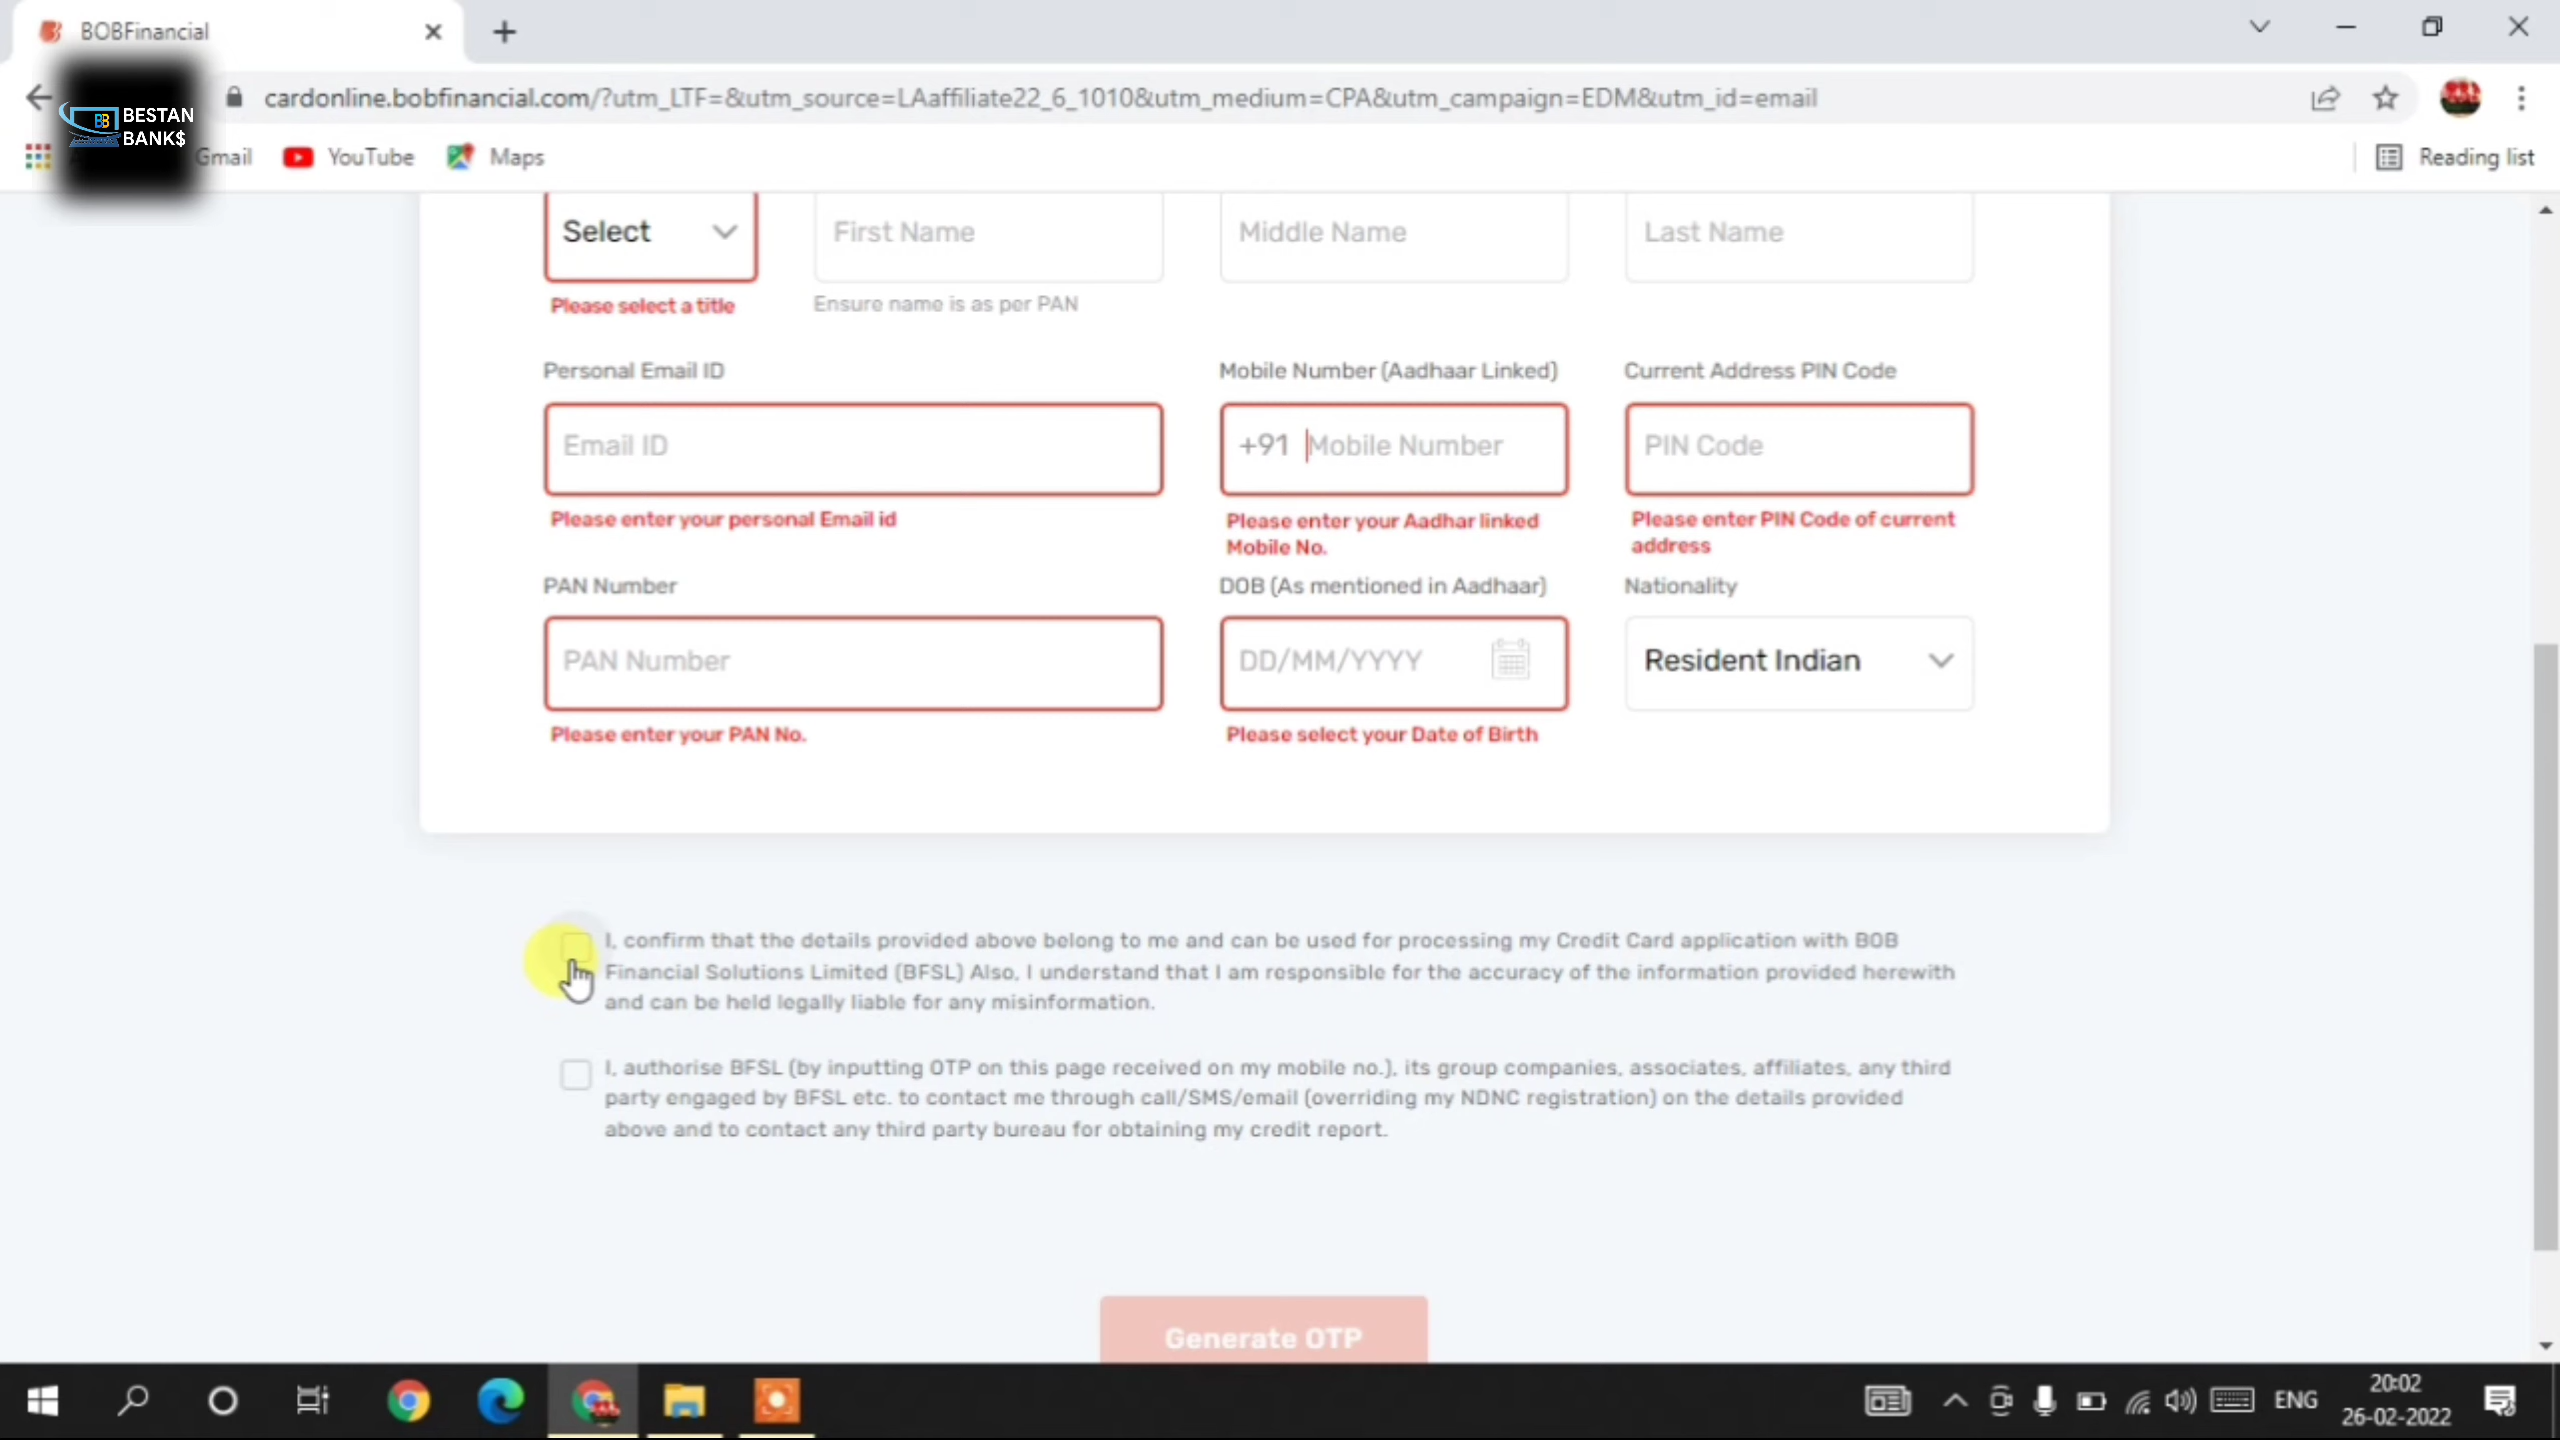 BOBFinancial
cardonline.bobfinancial.com/?utm_LTF=&utm_source=LAaffiliate22_6_1010&utm_medium=CPA&utm_campaign=EDM&utm_id=email
BESTAN
BANK$
Gmail
YouTube
Maps
Reading list
Select
First Name
Middle Name
Last Name
Please select a title
Ensure name is as per PAN
Personal Email ID
Mobile Number (Aadhaar Linked)
Current Address PIN Code
Email ID
+91 Mobile Number
PIN Code
Please enter your personal Email id
Please enter your Aadhar linked
Mobile No.
Please enter PIN Code of current
address
PAN Number
DOB (As mentioned in Aadhaar)
Nationality
PAN Number
DD/MM/YYYY
Resident Indian
Please enter your PAN No.
Please select your Date of Birth
I, confirm that the details provided above belong to me and can be used for processing my Credit Card application with BOB
Financial Solutions Limited (BFSL) Also, I understand that I am responsible for the accuracy of the information provided herewith
and can be held legally liable for any misinformation.
I, authorise BFSL (by inputting OTP on this page received on my mobile no.), its group companies, associates, affiliates, any third
party engaged by BFSL etc. to contact me through call/SMS/email (overriding my NDNC registration) on the details provided
above and to contact any third party bureau for obtaining my credit report.
Generate OTP
ENG
20:02
26-02-2022